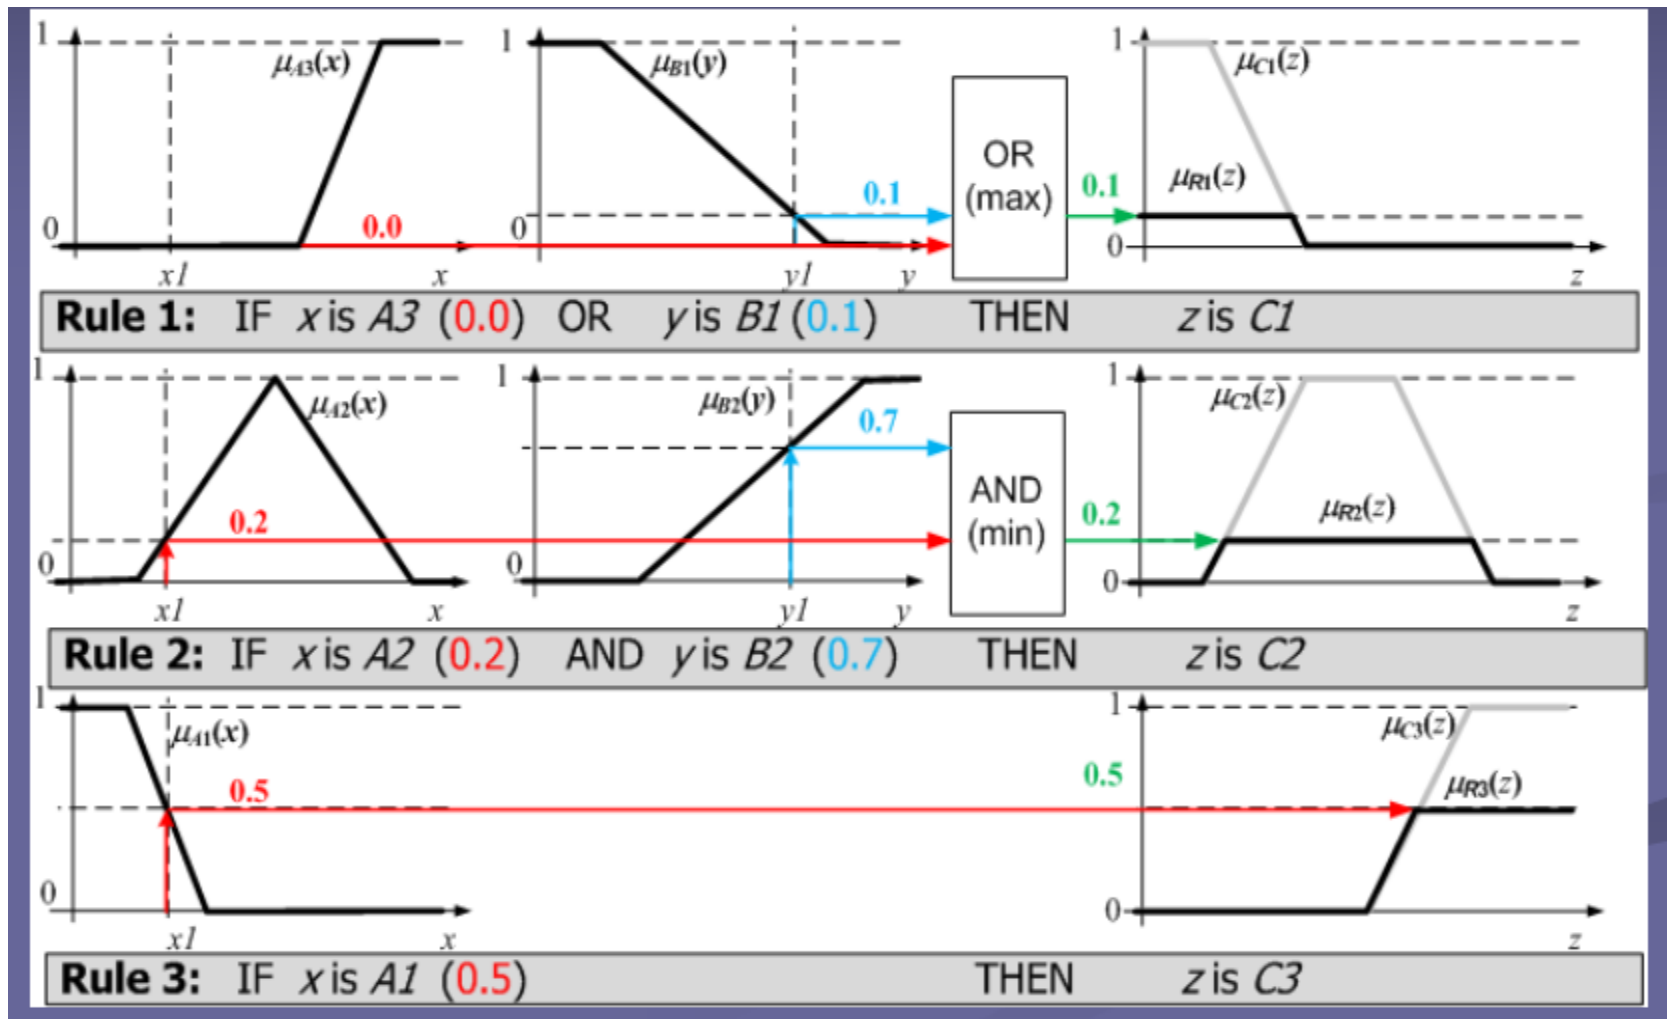 1 μA3(x) 1 μB1(y) 1 μC1(z)
OR
(max)
0.1 0.1 μR1(z)
0 0.0 0 0
x1 x y1 y z
Rule 1: IF x is A3 (0.0) OR y is B1 (0.1) THEN z is C1
1 μA2(x) 1 μB2(y) 1 μC2(z)
0.7
AND
(min)
0.2 0.2 μR2(z)
0 0 0
x1 x y1 y z
Rule 2: IF x is A2 (0.2) AND y is B2 (0.7) THEN z is C2
1 μA1(x) 1 μC3(z)
0.5 0.5 μR3(z)
0 0
x1 x z
Rule 3: IF x is A1 (0.5) THEN z is C3